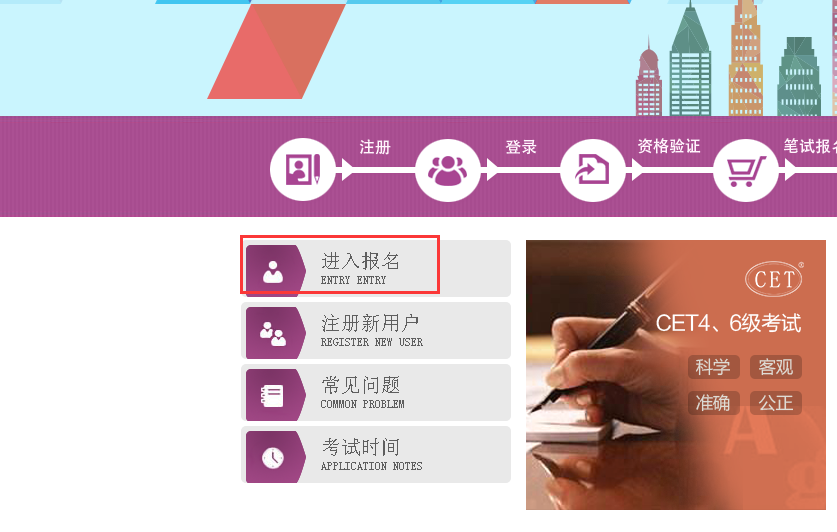 注册
登录
资格验证
笔试报名
进入报名
ENTRY ENTRY
注册新用户
REGISTER NEW USER
常见问题
COMMON PROBLEM
考试时间
APPLICATION NOTES
CET®
CET4、6级考试
科学
客观
准确
公正
A
g